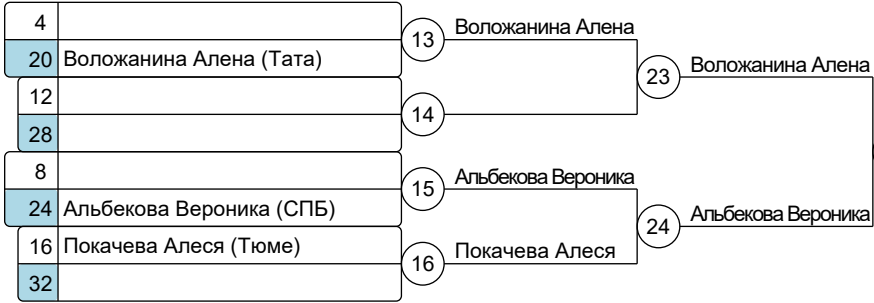 4
20 Воложанина Алена (Тата)
12
28
8
24 Альбекова Вероника (СПБ)
16 Покачева Алеся (Тюме)
32
13
Воложанина Алена
14
15
Альбекова Вероника
16
Покачева Алеся
23
Воложанина Алена
24
Альбекова Вероника